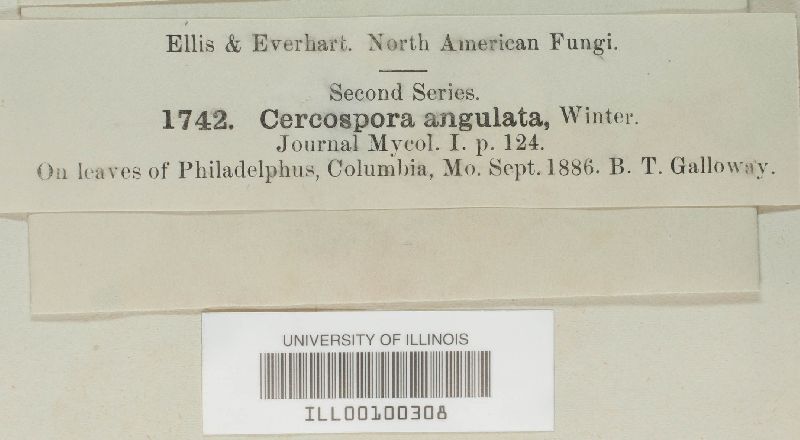 Ellis & Everhart. North American Fungi.
Second Series.
1742. Cercospora angulata, Winter.
Journal Mycol. I. p. 124.
On leaves of Philadelphus, Columbia, Mo. Sept. 1886. B. T. Galloway.
UNIVERSITY OF ILLINOIS
ILL00100308